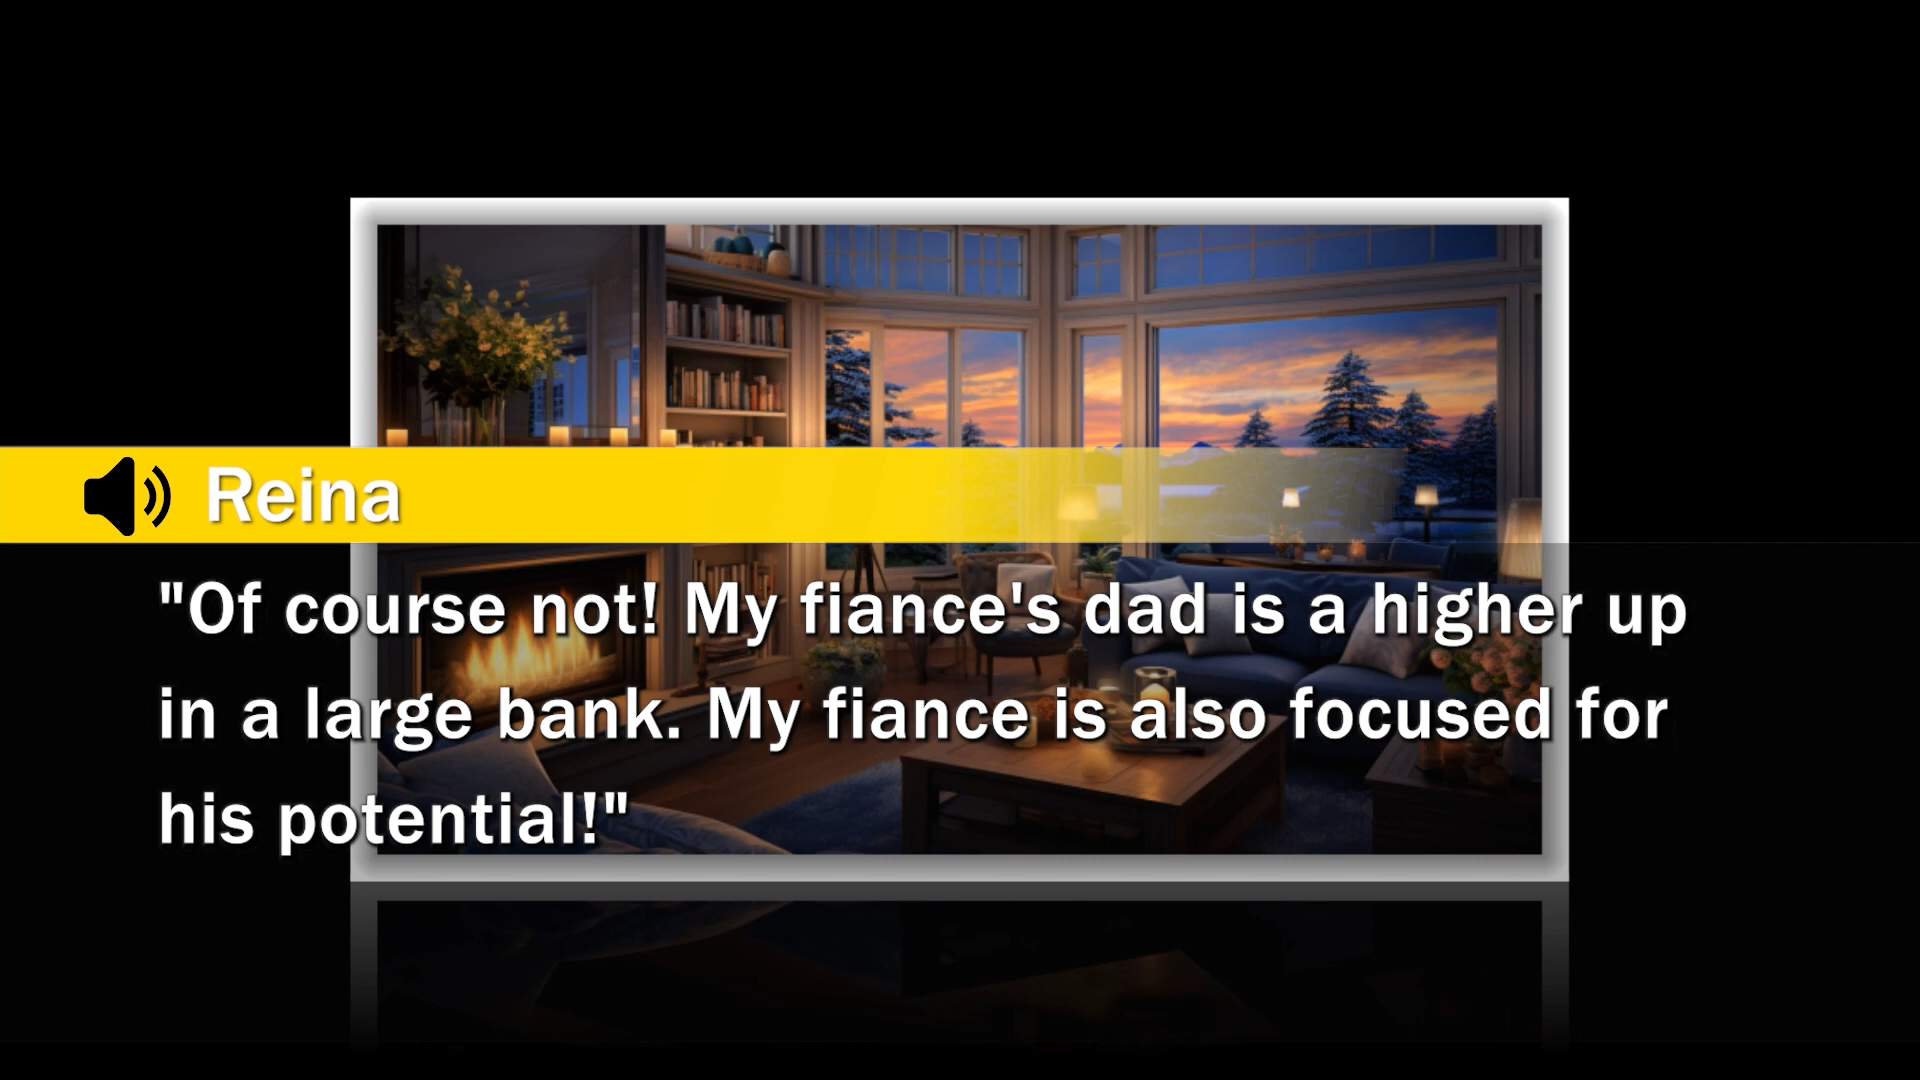 Reina
"Of course not! My fiance's dad is a higher up
in a large bank. My fiance is also focused for
his potential!"